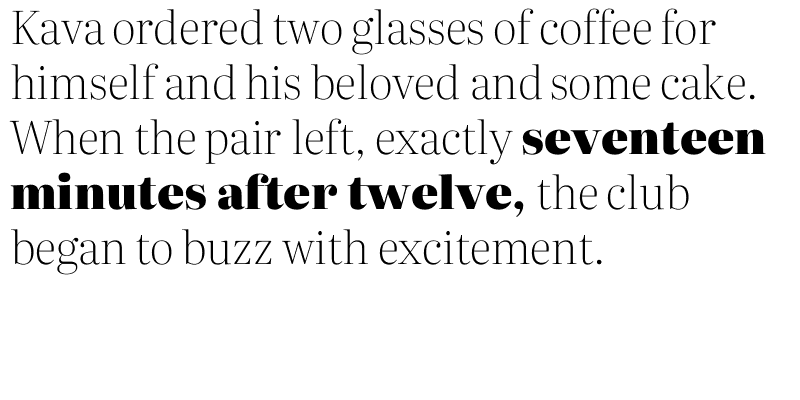 Kava ordered two glasses of coffee for
himself and his beloved and some cake.
When the pair left, exactly seventeen
minutes after twelve, the club
began to buzz with excitement.